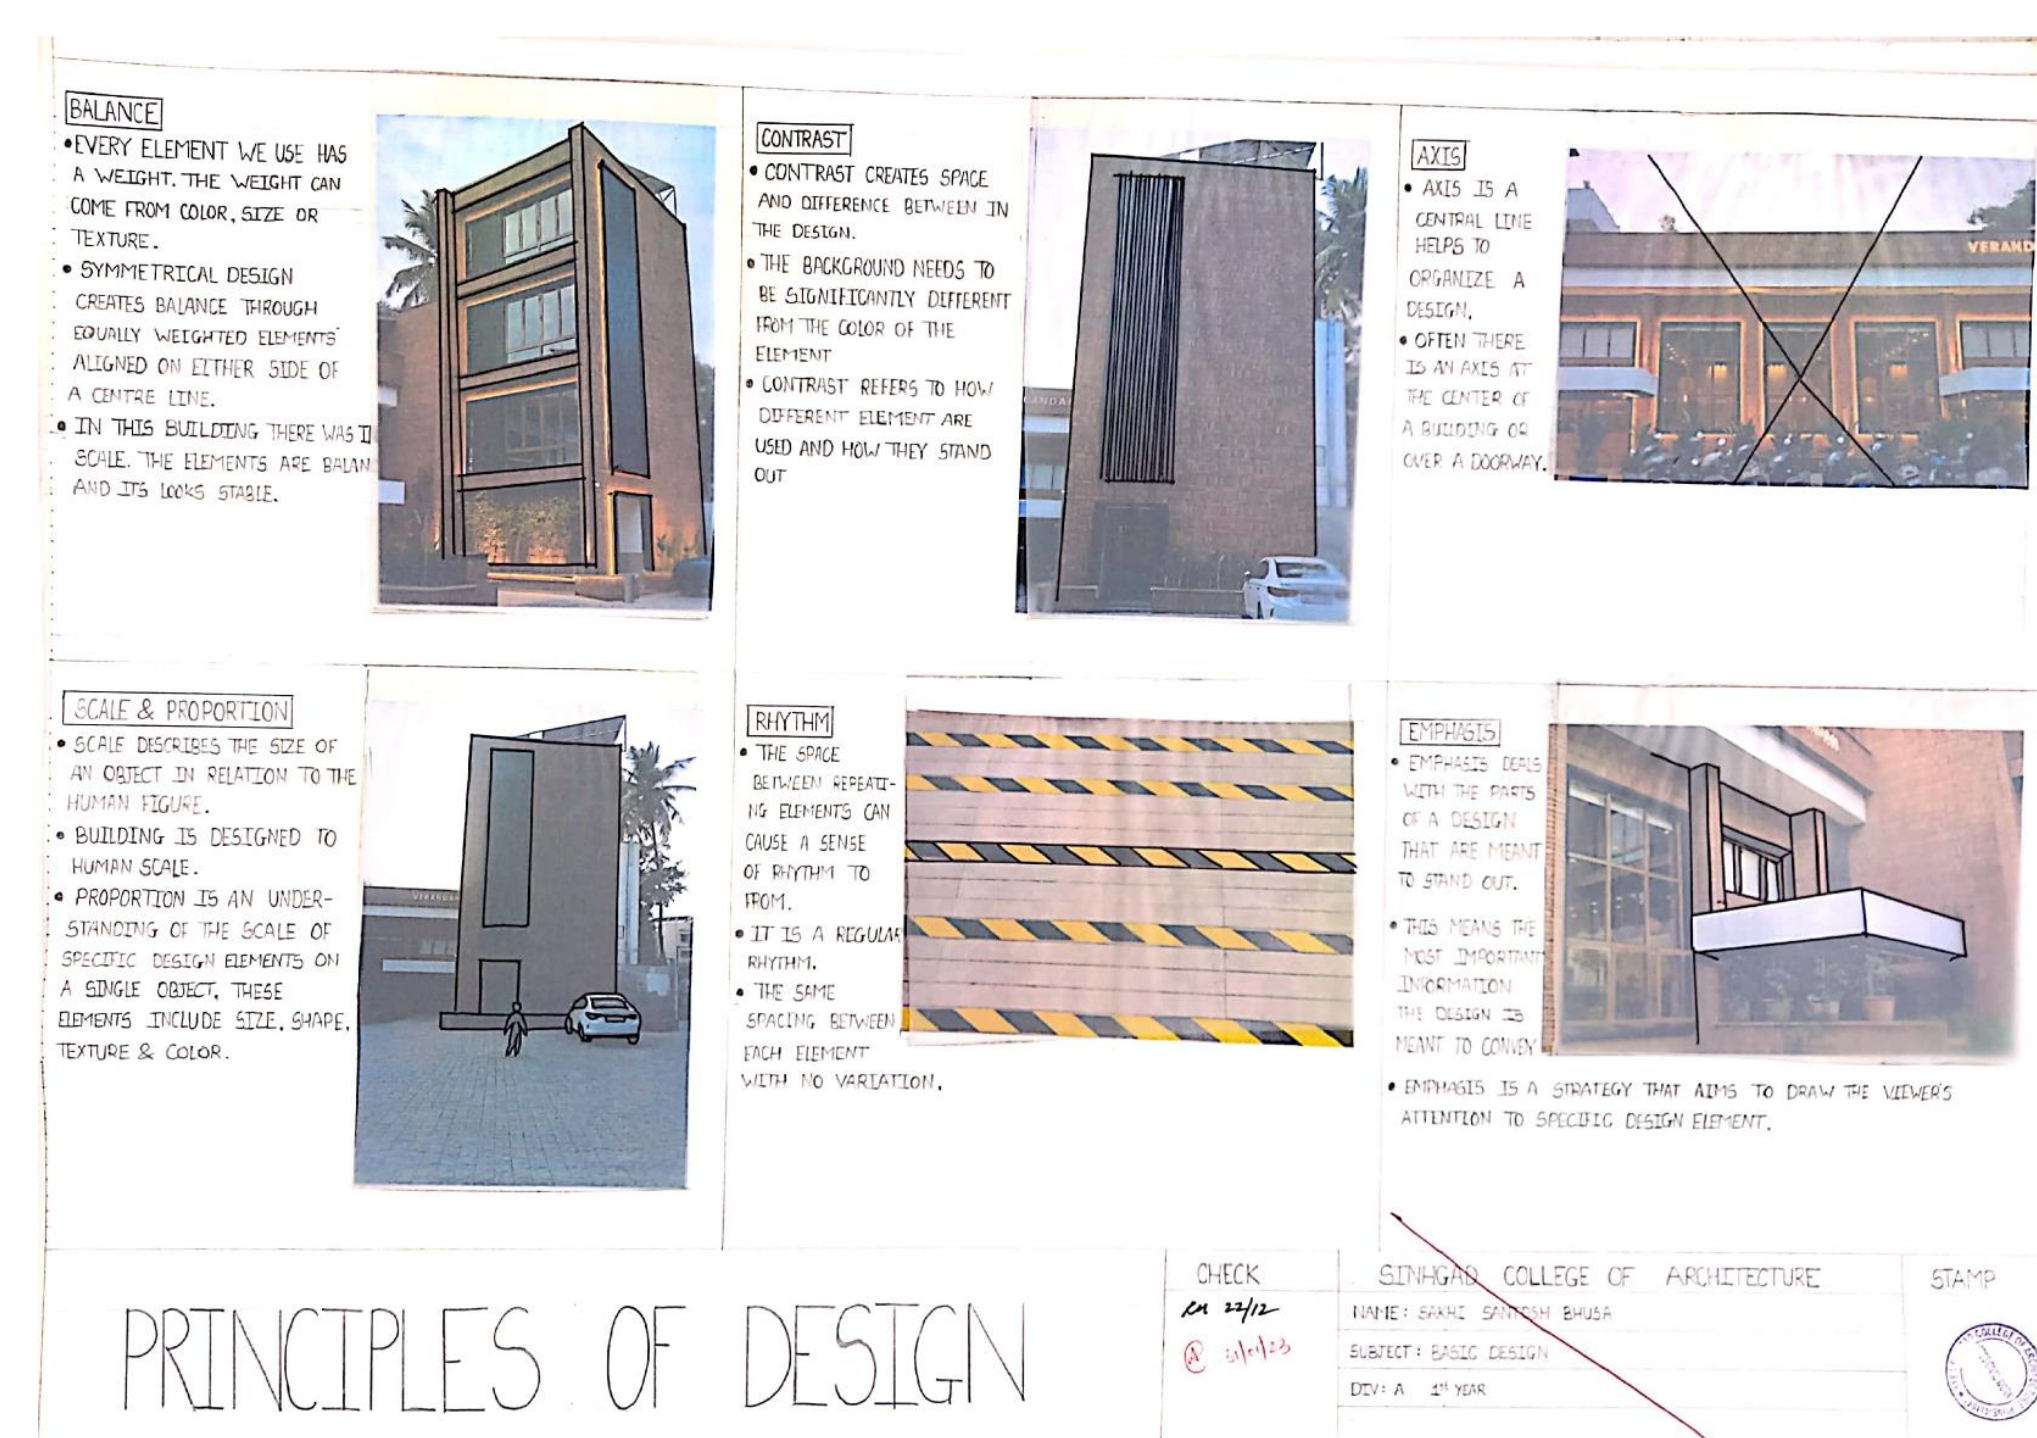 BALANCE
•EVERY ELEMENT WE USE HAS
A WEIGHT. THE WEIGHT CAN
COME FROM COLOR, SIZE OR
TEXTURE.
• SYMMETRICAL DESIGN
CREATES BALANCE THROUGH
EQUALLY WEIGHTED ELEMENTS
ALIGNED ON EITHER SIDE OF
A CENTRE LINE.
• IN THIS BUILDING THERE WAS I
SCALE. THE ELEMENTS ARE BALAN
AND ITS LOOKS STABLE.
CONTRAST
• CONTRAST CREATES SPACE
AND DIFFERENCE BETWEEN IN
THE DESIGN.
• THE BACKGROUND NEEDS TO
BE SIGNIFICANTLY DIFFERENT
FROM THE COLOR OF THE
ELEMENT
• CONTRAST REFERS TO HOW
DIFFERENT ELEMENT ARE
USED AND HOW THEY STAND
OUT
ANDA
AXIS
• AXIS IS A
CENTRAL LINE
HELPS TO
ORGANIZE A
DESIGN.
• OFTEN THERE
IS AN AXIS AT
THE CENTER OF
A BUILDING OR
OVER A DOORWAY.
VERAND
SCALE & PROPORTION
• SCALE DESCRIBES THE SIZE OF
AN OBJECT IN RELATION TO THE
HUMAN FIGURE.
• BUILDING IS DESIGNED TO
HUMAN SCALE.
• PROPORTION IS AN UNDER-
STANDING OF THE SCALE OF
SPECIFIC DESIGN ELEMENTS ON
A SINGLE OBJECT. THESE
ELEMENTS INCLUDE SIZE, SHAPE,
TEXTURE & COLOR.
VERANDA
RHYTHM
• THE SPACE
BETWEEN REPEATI-
NG ELEMENTS CAN
CAUSE A SENSE
OF RHYTHM TO
FROM.
• IT IS A REGULAR
RHYTHM.
• THE SAME
SPACING BETWEEN
EACH ELEMENT
WITH NO VARIATION.
EMPHASIS
• EMPHASIS DEALS
WITH THE PARTS
OF A DESIGN
THAT ARE MEANT
TO STAND OUT.
• THIS MEANS THE
MOST IMPORTANT
INFORMATION
THE DESIGN IS
MEANT TO CONVEY
• EMPHASIS IS A STRATEGY THAT AIMS TO DRAW THE VIEWER'S
ATTENTION TO SPECIFIC DESIGN ELEMENT.
PRINCIPLES OF DESIGN
CHECK
22/12
31/01/23
SINHGAD COLLEGE OF ARCHITECTURE
NAME: SAKHI SANTOSH BHUSA
SUBJECT: BASIC DESIGN
DIV: A 1st YEAR
STAMP